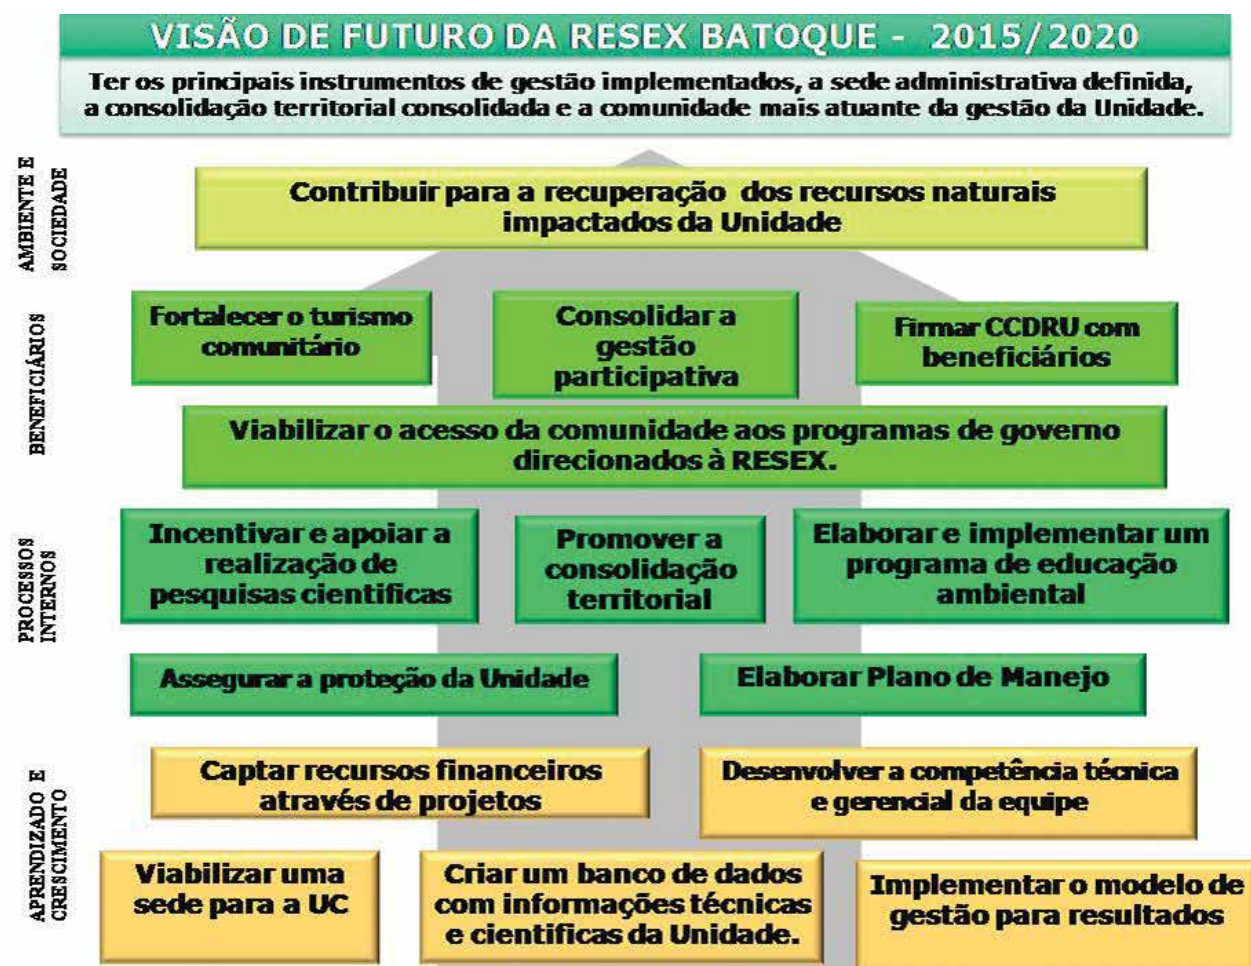 VISÃO DE FUTURO DA RESEX BATOQUE - 2015/2020
Ter os principais instrumentos de gestão implementados, a sede administrativa definida,
a consolidação territorial consolidada e a comunidade mais atuante da gestão da Unidade.
AMBIENTE E
SOCIEDADE
Contribuir para a recuperação dos recursos naturais
impactados da Unidade
BENEFICIÁRIOS
Fortalecer o turismo
comunitário
Consolidar a
gestão
participativa
Firmar CCDRU com
beneficiários
Viabilizar o acesso da comunidade aos programas de governo
direcionados à RESEX.
PROCESSOS
INTERNOS
Incentivar e apoiar a
realização de
pesquisas cientificas
Promover a
consolidação
territorial
Elaborar e implementar um
programa de educação
ambiental
Assegurar a proteção da Unidade
Elaborar Plano de Manejo
APRENDIZADO E
CRESCIMENTO
Captar recursos financeiros
através de projetos
Desenvolver a competência técnica
e gerencial da equipe
Viabilizar uma
sede para a UC
Criar um banco de dados
com informações técnicas
e cientificas da Unidade.
Implementar o modelo de
gestão para resultados